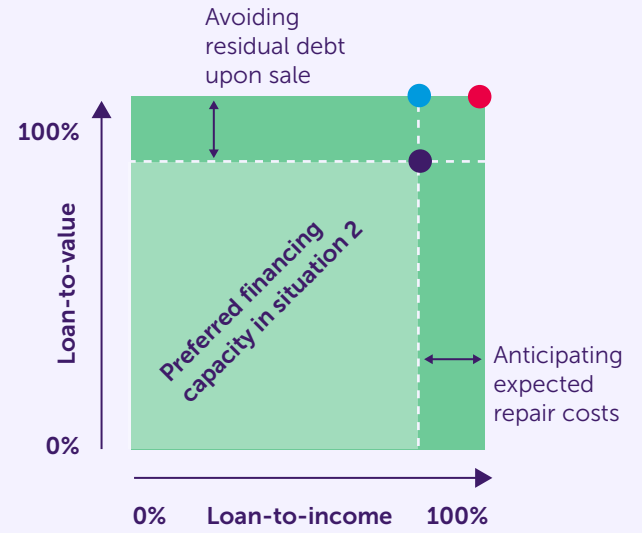 Avoiding
residual debt
upon sale
100%
Loan-to-value
Preferred financing
capacity in situation 2
Anticipating
expected
repair costs
0%
0% Loan-to-income 100%